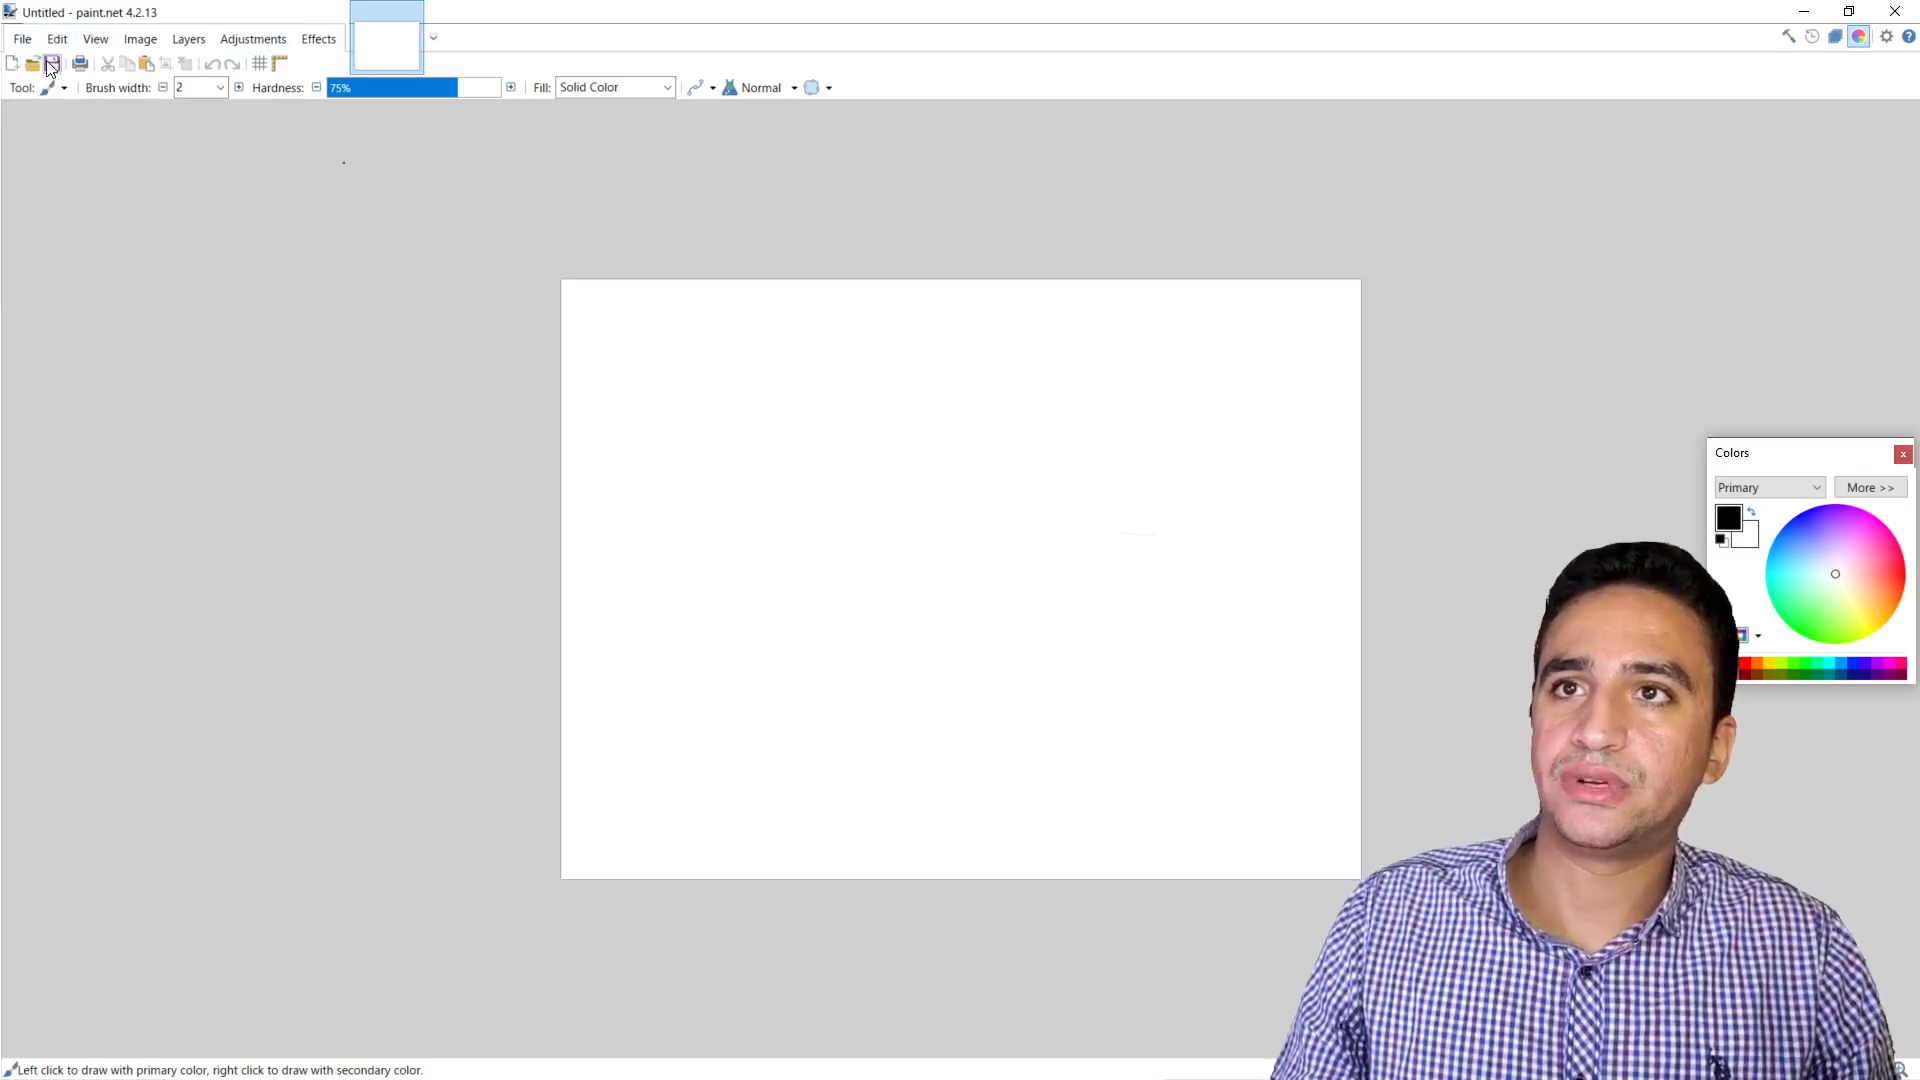 Untitled - paint.net 4.2.13
File Edit View Image Layers Adjustments Effects
Tool: Brush width: 2 Hardness: 75% Fill: Solid Color Normal
Colors
Primary More >>
Left click to draw with primary color, right click to draw with secondary color.